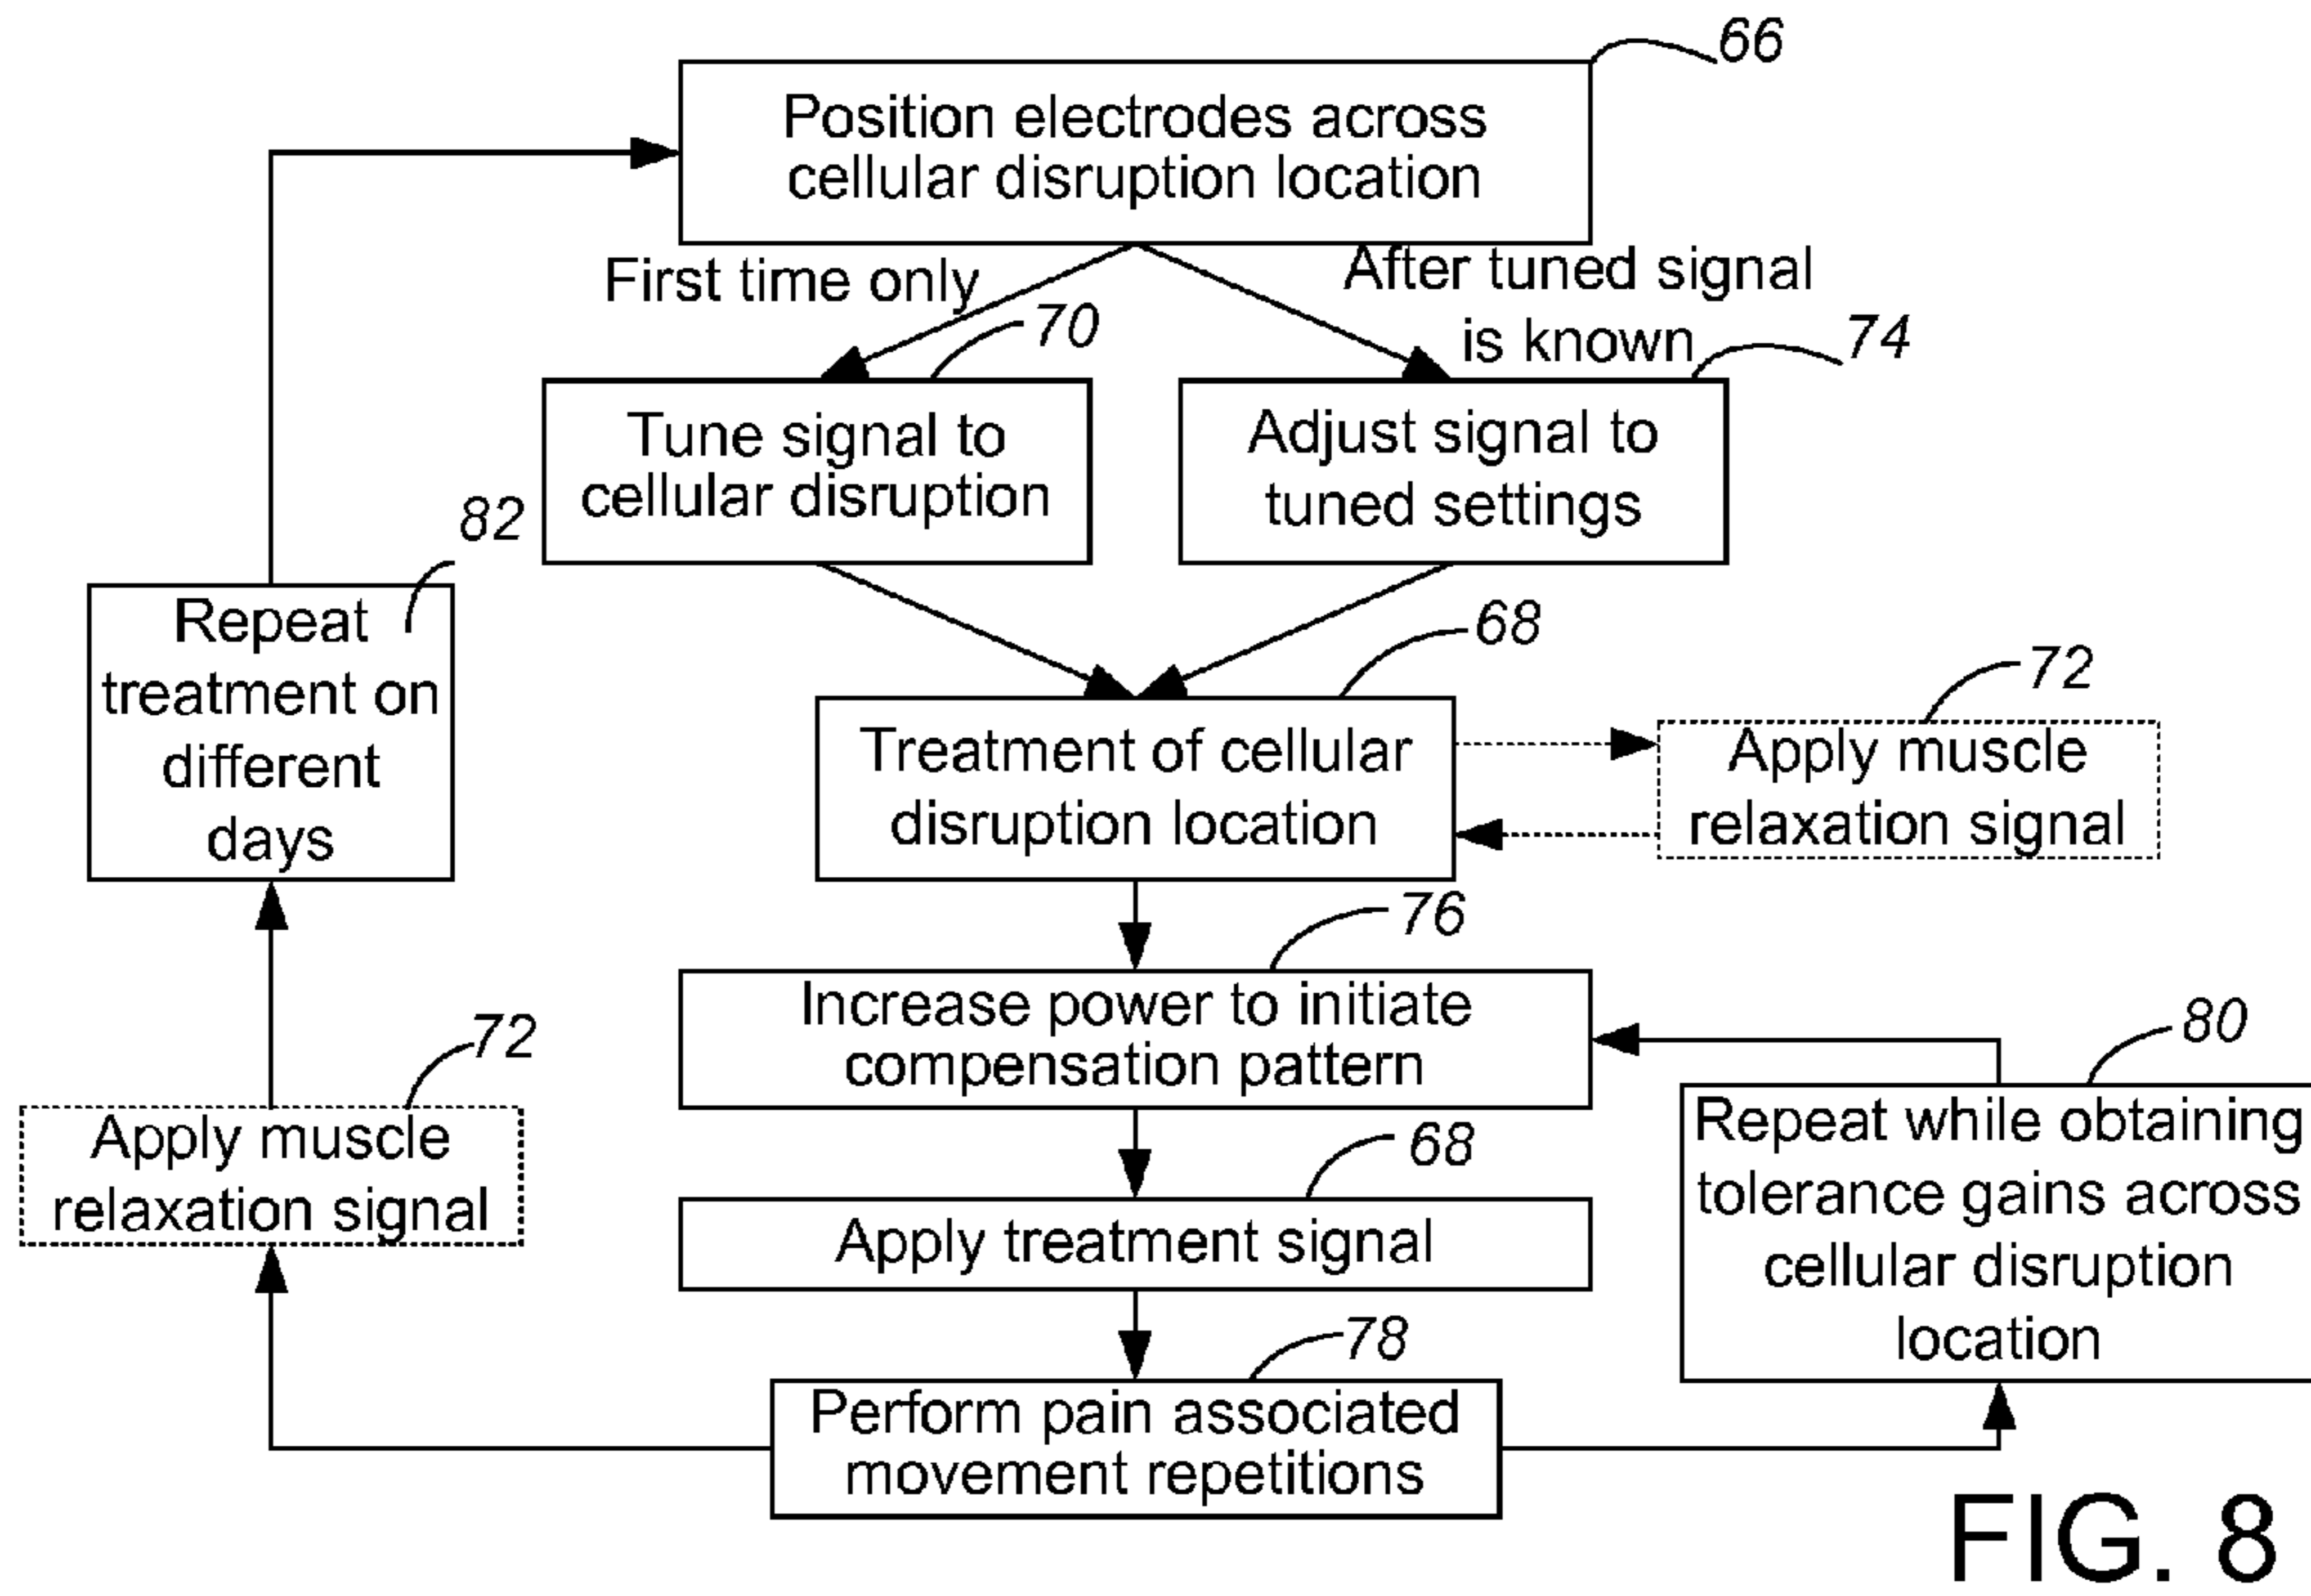 66
Position electrodes across
cellular disruption location
First time only
After tuned signal
is known
70
74
Tune signal to
cellular disruption
Adjust signal to
tuned settings
82
Repeat
treatment on
different
days
68
Treatment of cellular
disruption location
72
Apply muscle
relaxation signal
76
Increase power to initiate
compensation pattern
80
Repeat while obtaining
tolerance gains across
cellular disruption
location
72
Apply muscle
relaxation signal
68
Apply treatment signal
78
Perform pain associated
movement repetitions
FIG. 8